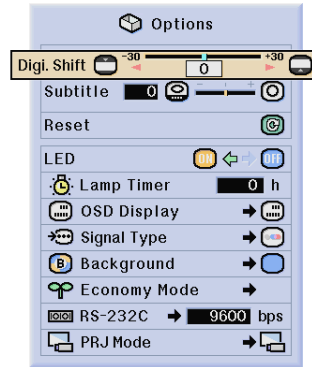 Options
Digi. Shift -30 0 +30
Subtitle 0 - +
Reset
LED ON OFF
Lamp Timer 0 h
OSD Display
Signal Type
B Background
Economy Mode
IOIOI RS-232C 9600 bps
PRJ Mode